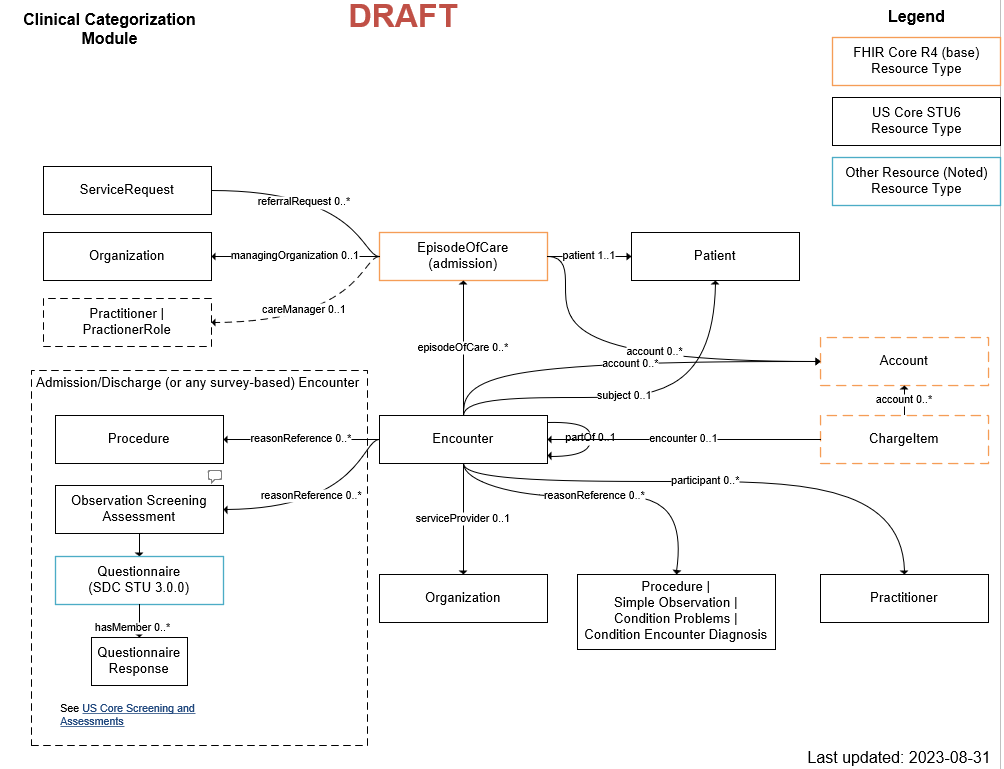 Clinical Categorization
Module
DRAFT
Legend
FHIR Core R4 (base)
Resource Type
US Core STU6
Resource Type
Other Resource (Noted)
Resource Type
ServiceRequest
referralRequest 0..*
Organization
managingOrganization 0..1
EpisodeOfCare
(admission)
patient 1..1
Patient
Practitioner |
PractionerRole
careManager 0..1
episodeOfCare 0..*
account 0..*
account 0..*
Account
subject 0..1
account 0..*
Admission/Discharge (or any survey-based) Encounter
Procedure
reasonReference 0..*
Encounter
partOf 0..1
encounter 0..1
ChargeItem
Observation Screening
Assessment
reasonReference 0..*
participant 0..*
reasonReference 0..*
serviceProvider 0..1
Questionnaire
(SDC STU 3.0.0)
Organization
Procedure |
Simple Observation |
Condition Problems |
Condition Encounter Diagnosis
Practitioner
hasMember 0..*
Questionnaire
Response
See US Core Screening and
Assessments
Last updated: 2023-08-31